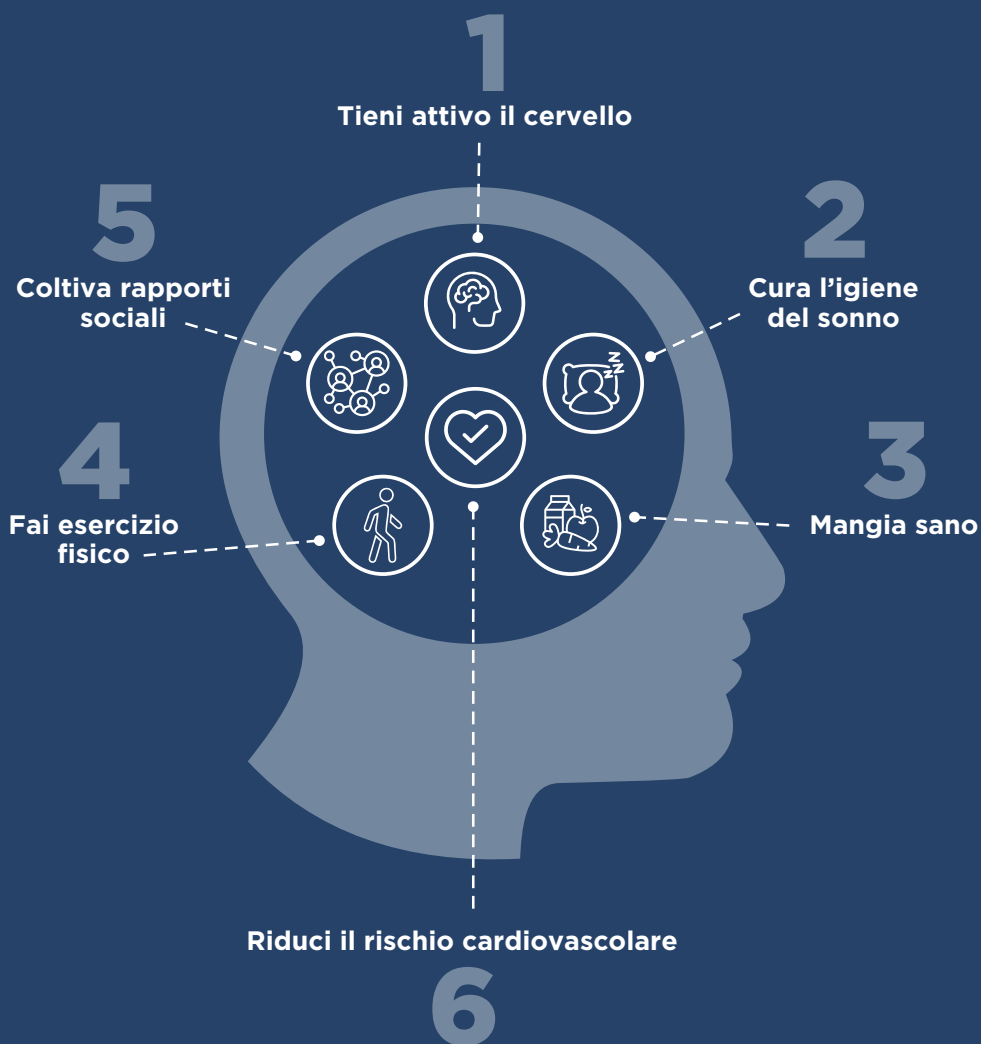 1
Tieni attivo il cervello
2
Cura l’igiene
del sonno
3
Mangia sano
4
Fai esercizio
fisico
5
Coltiva rapporti
sociali
z
z
z
z
Riduci il rischio cardiovascolare
6